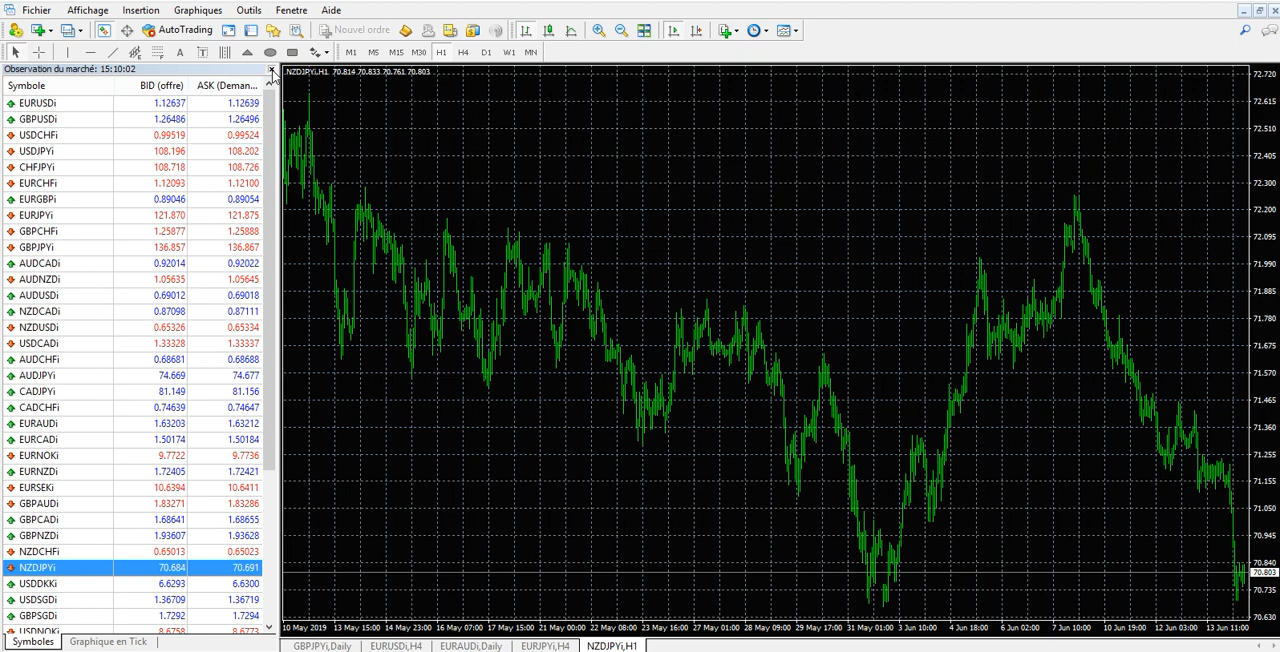 Fichier Affichage Insertion Graphiques Outils Fenetre Aide
AutoTrading Nouvel ordre
M1 M5 M15 M30 H1 H4 D1 W1 MN
Observation du marché: 15:10:02
Symbole BID (offre) ASK (Deman...
EURUSDi 1.12637 1.12639
GBPUSDi 1.26486 1.26496
USDCHFi 0.99519 0.99524
USDJPYi 108.196 108.202
CHFJPYi 108.718 108.726
EURCHFi 1.12093 1.12100
EURGBPi 0.89046 0.89054
EURJPYi 121.870 121.875
GBPCHFi 1.25877 1.25888
GBPJPYi 136.857 136.867
AUDCADi 0.92014 0.92022
AUDNZDi 1.05635 1.05645
AUDUSDi 0.69012 0.69018
NZDCADi 0.87098 0.87111
NZDUSDi 0.65326 0.65334
USDCADi 1.33328 1.33337
AUDCHFi 0.68681 0.68688
AUDJPYi 74.669 74.677
CADJPYi 81.149 81.156
CADCHFi 0.74639 0.74647
EURAUDi 1.63203 1.63212
EURCADi 1.50174 1.50184
EURNOKi 9.7722 9.7736
EURNZDi 1.72405 1.72421
EURSEKi 10.6394 10.6411
GBPAUDi 1.83271 1.83286
GBPCADi 1.68641 1.68655
GBPNZDi 1.93607 1.93628
NZDCHFi 0.65013 0.65023
NZDJPYi 70.684 70.691
USDDKKi 6.6293 6.6300
USDSGDi 1.36709 1.36719
GBPSGDi 1.7292 1.7294
USDNOKi 8.6758 8.6773
Symboles Graphique en Tick
NZDJPYi,H1 70.814 70.833 70.761 70.803
72.720
72.615
72.510
72.405
72.300
72.200
72.095
71.990
71.885
71.780
71.675
71.570
71.465
71.360
71.255
71.155
71.050
70.945
70.840
70.803
70.735
70.630
10 May 2019 13 May 15:00 14 May 23:00 16 May 07:00 17 May 15:00 21 May 00:00 22 May 08:00 23 May 16:00 27 May 01:00 28 May 09:00 29 May 17:00 31 May 01:00 3 Jun 10:00 4 Jun 18:00 6 Jun 02:00 7 Jun 10:00 10 Jun 19:00 12 Jun 03:00 13 Jun 11:00
GBPJPYi,Daily EURUSDi,H4 EURAUDi,Daily EURJPYi,H4 NZDJPYi,H1